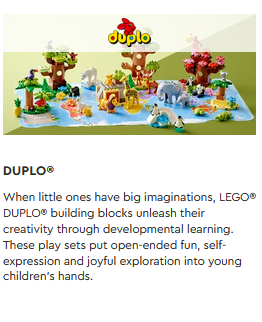 duplo
DUPLO®
When little ones have big imaginations, LEGO®
DUPLO® building blocks unleash their
creativity through developmental learning.
These play sets put open-ended fun, self-
expression and joyful exploration into young
children's hands.